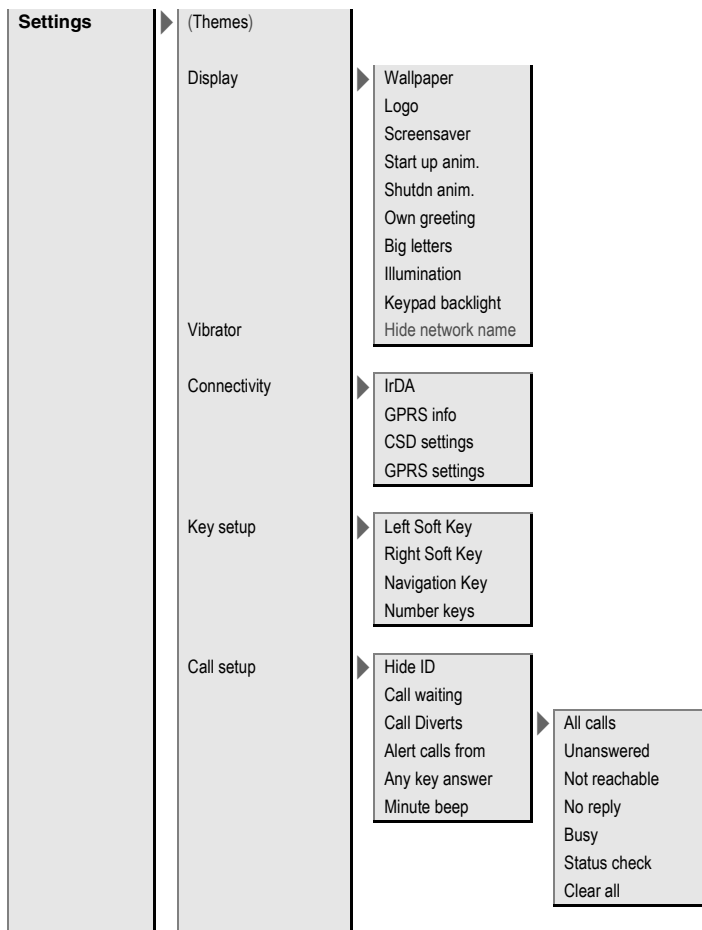 Settings
(Themes)
Display
Wallpaper
Logo
Screensaver
Start up anim.
Shutdn anim.
Own greeting
Big letters
Illumination
Keypad backlight
Vibrator
Hide network name
Connectivity
IrDA
GPRS info
CSD settings
GPRS settings
Key setup
Left Soft Key
Right Soft Key
Navigation Key
Number keys
Call setup
Hide ID
Call waiting
Call Diverts
All calls
Alert calls from
Unanswered
Any key answer
Not reachable
Minute beep
No reply
Busy
Status check
Clear all